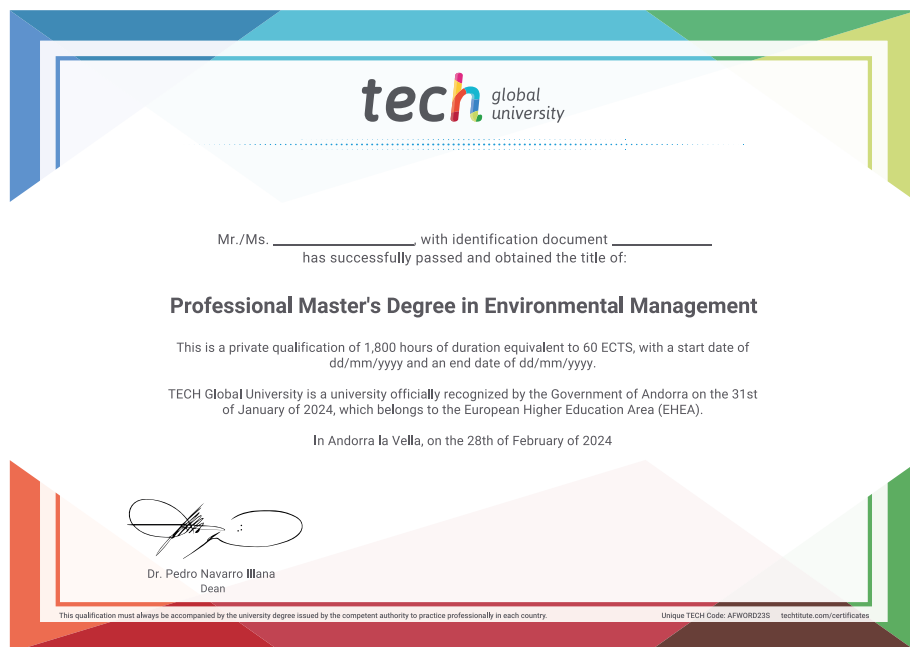 tech global
university
Mr./Ms. ________________, with identification document ____________
has successfully passed and obtained the title of:
Professional Master's Degree in Environmental Management
This is a private qualification of 1,800 hours of duration equivalent to 60 ECTS, with a start date of
dd/mm/yyyy and an end date of dd/mm/yyyy.
TECH Global University is a university officially recognized by the Government of Andorra on the 31st
of January of 2024, which belongs to the European Higher Education Area (EHEA).
In Andorra la Vella, on the 28th of February of 2024
Dr. Pedro Navarro Illana
Dean
This qualification must always be accompanied by the university degree issued by the competent authority to practice professionally in each country. Unique TECH Code: AFWORD23S techtitute.com/certificates